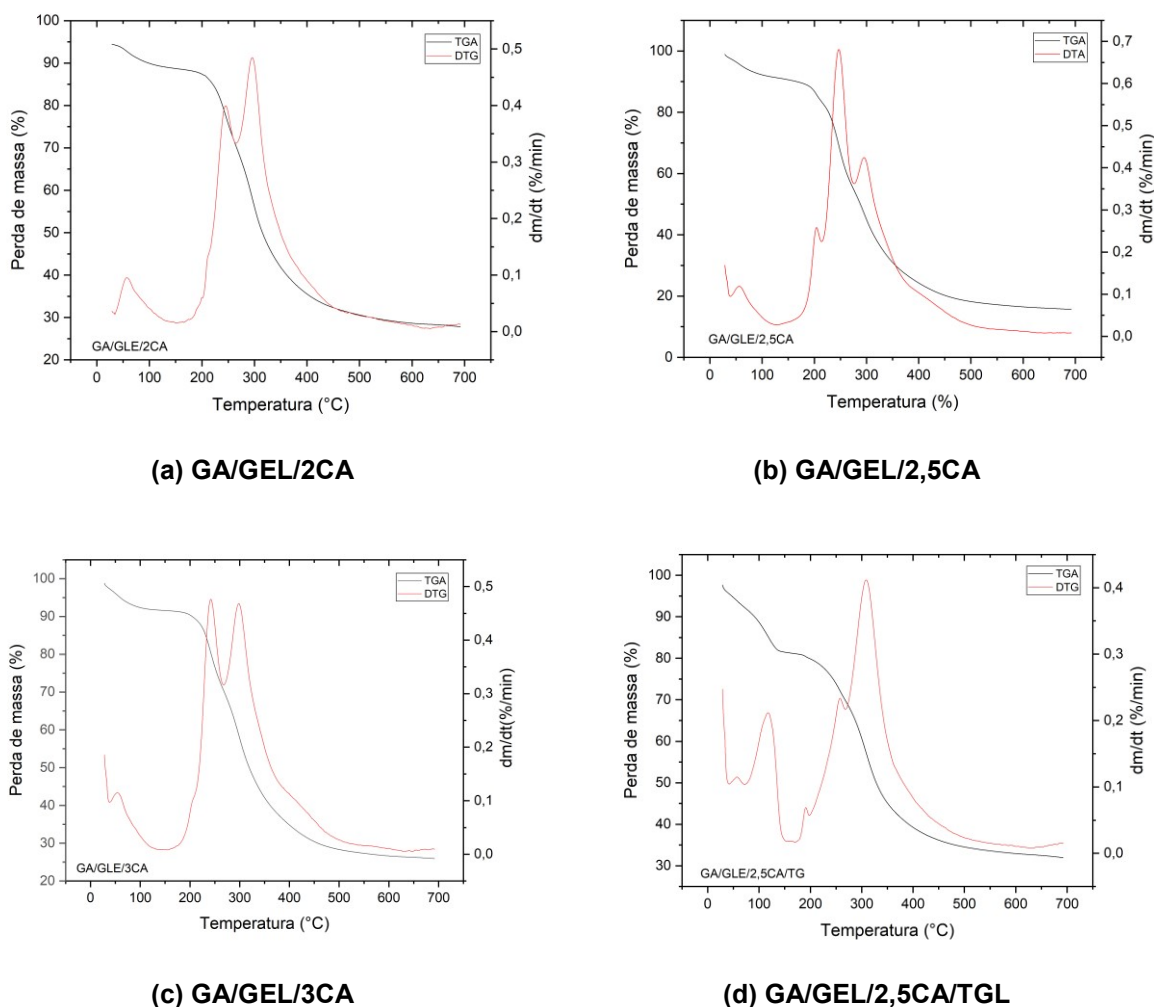 TGA
DTG
Perda de massa (%)
dm/dt (%/min)
100
90
80
70
60
50
40
30
20
0,5
0,4
0,3
0,2
0,1
0,0
GA/GLE/2CA
0 100 200 300 400 500 600 700
Temperatura (°C)
(a) GA/GEL/2CA
TGA
DTA
Perda de massa (%)
dm/dt (%/min)
100
80
60
40
20
0
0,7
0,6
0,5
0,4
0,3
0,2
0,1
0,0
GA/GLE/2,5CA
0 100 200 300 400 500 600 700
Temperatura (%)
(b) GA/GEL/2,5CA
TGA
DTG
Perda de massa (%)
dm/dt(%/min)
100
90
80
70
60
50
40
30
20
0,5
0,4
0,3
0,2
0,1
0,0
GA/GLE/3CA
0 100 200 300 400 500 600 700
Temperatura (°C)
(c) GA/GEL/3CA
TGA
DTG
Perda de massa (%)
dm/dt (%/min)
100
90
80
70
60
50
40
30
0,4
0,3
0,2
0,1
0,0
GA/GLE/2,5CA/TG
0 100 200 300 400 500 600 700
Temperatura (°C)
(d) GA/GEL/2,5CA/TGL